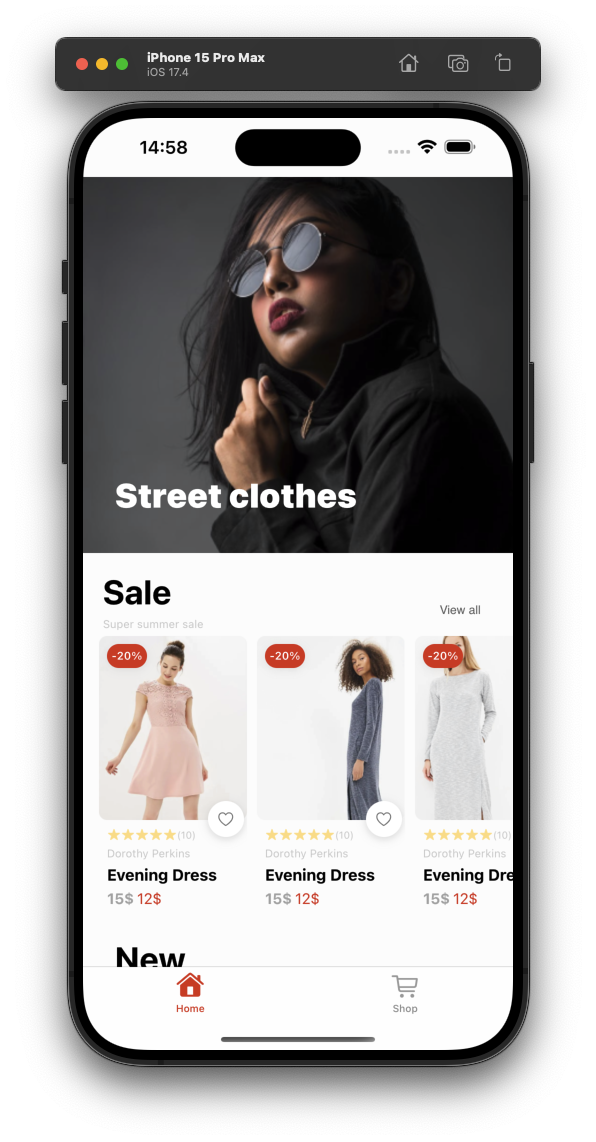 iPhone 15 Pro Max
iOS 17.4
14:58
Street clothes
Sale
Super summer sale
View all
-20%
-20%
-20%
(10)
(10)
(10)
Dorothy Perkins
Dorothy Perkins
Dorothy Perkins
Evening Dress
Evening Dress
Evening Dre
15$ 12$
15$ 12$
15$ 12$
New
Home
Shop